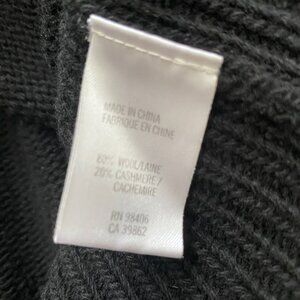 MADE IN CHINA
FABRIQUE EN CHINE
80% WOOL/LAINE
20% CASHMERE/
CACHEMIRE
RN 98406
CA 39862